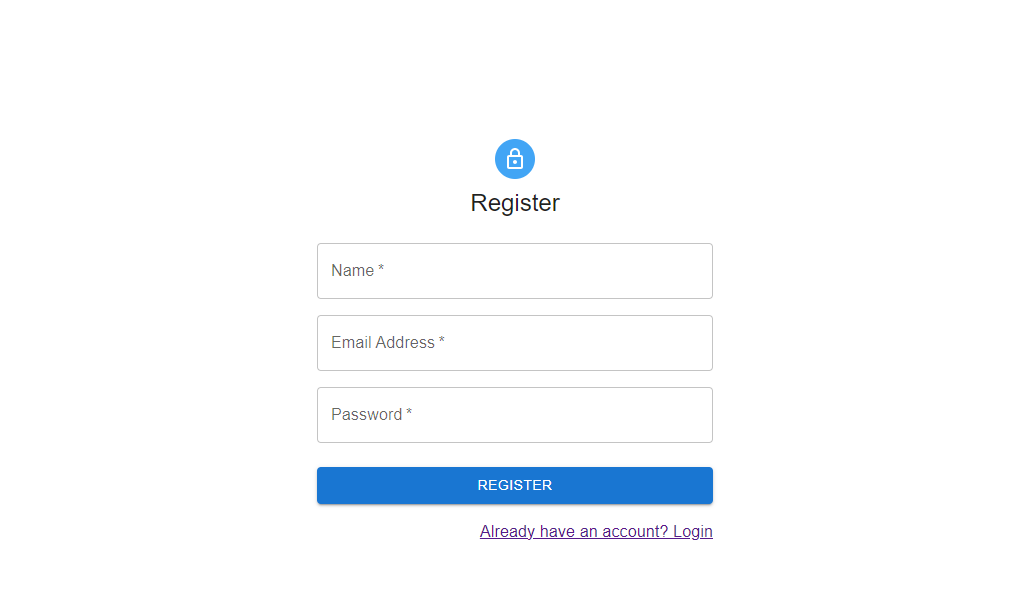 Register
Name *
Email Address *
Password *
REGISTER
Already have an account? Login